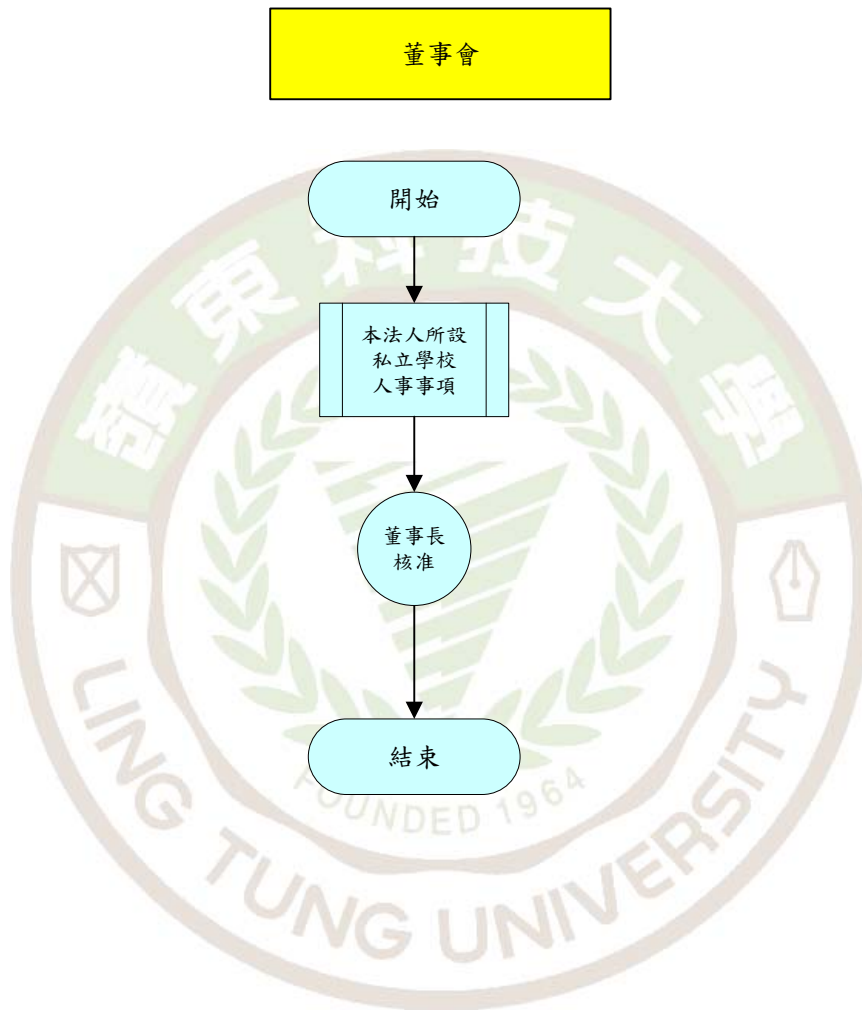 董事會
開始
嶺東科技大學
本法人所設
私立學校
人事事項
董事長
核准
結束
FOUNDED 1964
LING TUNG UNIVERSITY